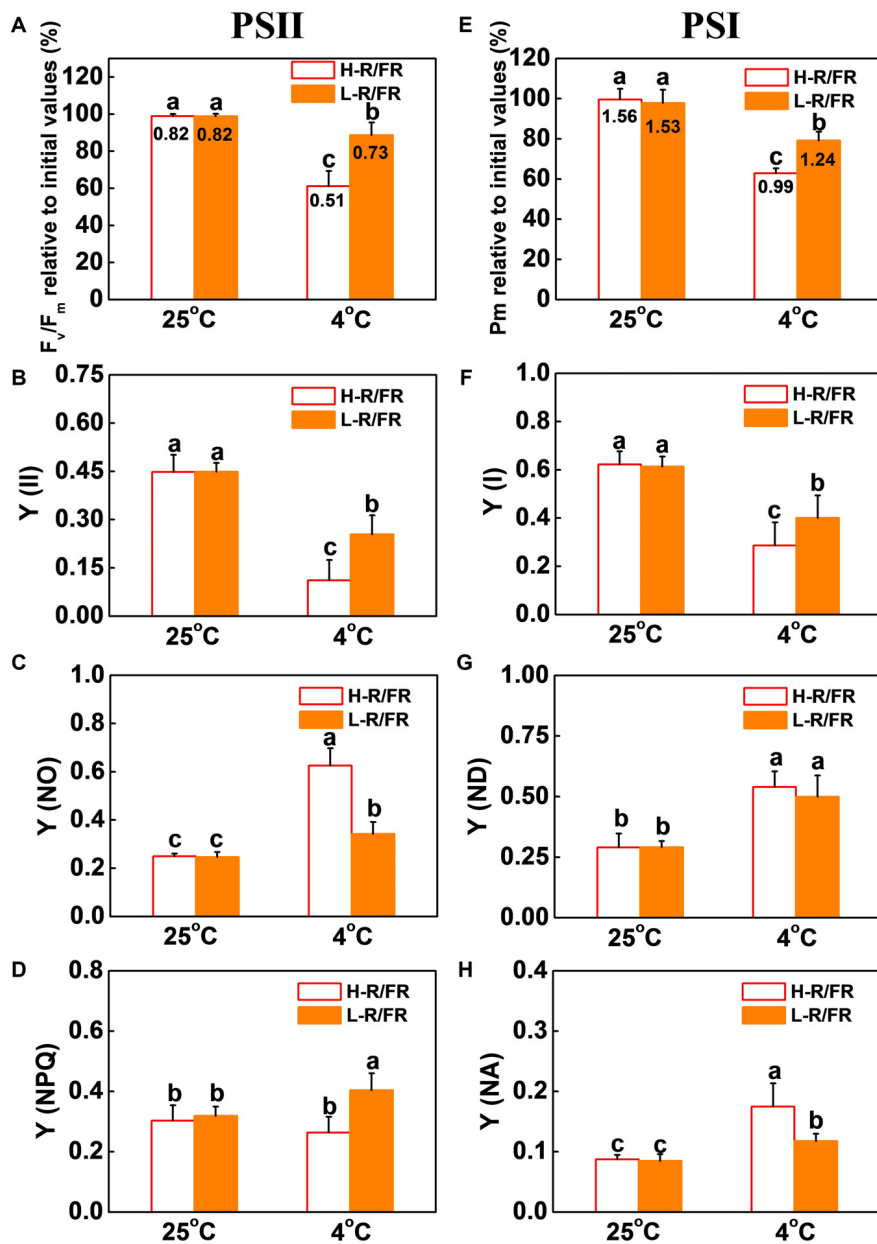 PSII
A
Fv/Fm relative to initial values (%)
120
100
80
60
40
20
0
H-R/FR
L-R/FR
a
a
c
b
0.82
0.82
0.51
0.73
25°C
4°C
B
Y (II)
0.75
0.60
0.45
0.30
0.15
0.00
H-R/FR
L-R/FR
a
a
c
b
25°C
4°C
C
Y (NO)
1.0
0.8
0.6
0.4
0.2
0.0
H-R/FR
L-R/FR
c
c
a
b
25°C
4°C
D
Y (NPQ)
0.8
0.6
0.4
0.2
0.0
H-R/FR
L-R/FR
b
b
b
a
25°C
4°C
PSI
E
Pm relative to initial values (%)
120
100
80
60
40
20
0
H-R/FR
L-R/FR
a
a
c
b
1.56
1.53
0.99
1.24
25°C
4°C
F
Y (I)
1.0
0.8
0.6
0.4
0.2
0.0
H-R/FR
L-R/FR
a
a
c
b
25°C
4°C
G
Y (ND)
1.00
0.75
0.50
0.25
0.00
H-R/FR
L-R/FR
b
b
a
a
25°C
4°C
H
Y (NA)
0.4
0.3
0.2
0.1
0.0
H-R/FR
L-R/FR
c
c
a
b
25°C
4°C